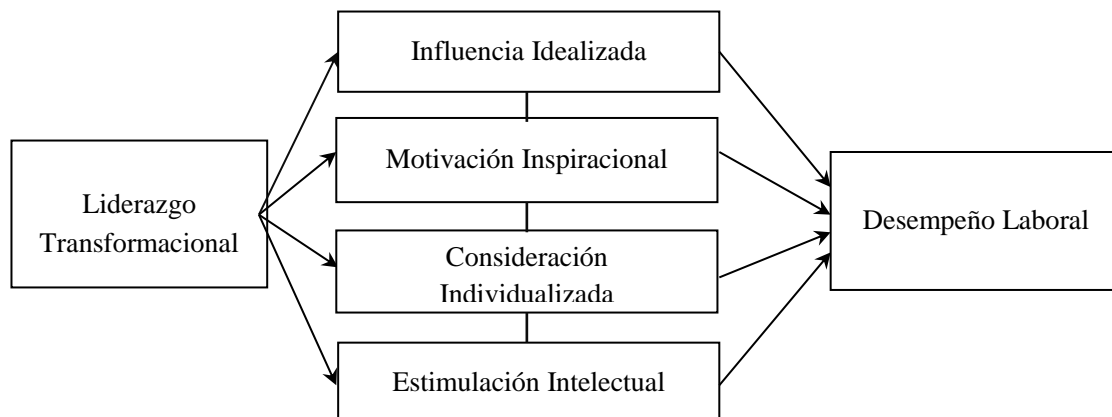 Influencia Idealizada
Motivación Inspiracional
Liderazgo
Transformacional
Desempeño Laboral
Consideración
Individualizada
Estimulación Intelectual